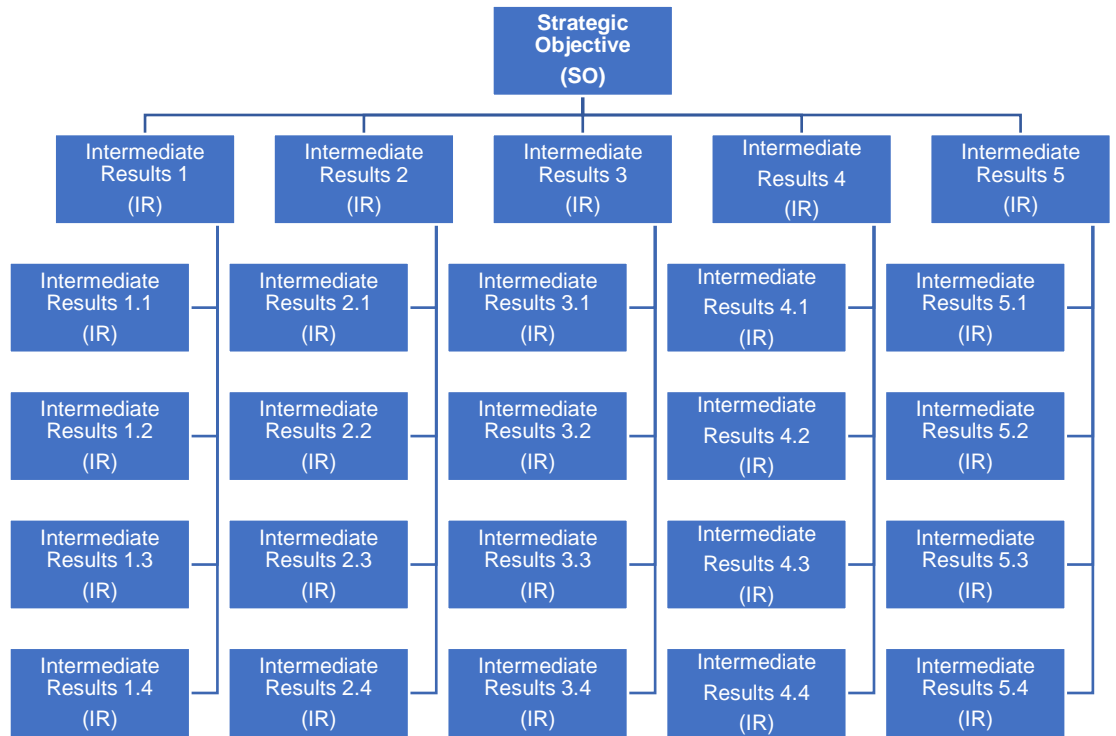 Strategic
Objective
(SO)
Intermediate
Results 1
(IR)
Intermediate
Results 2
(IR)
Intermediate
Results 3
(IR)
Intermediate
Results 4
(IR)
Intermediate
Results 5
(IR)
Intermediate
Results 1.1
(IR)
Intermediate
Results 2.1
(IR)
Intermediate
Results 3.1
(IR)
Intermediate
Results 4.1
(IR)
Intermediate
Results 5.1
(IR)
Intermediate
Results 1.2
(IR)
Intermediate
Results 2.2
(IR)
Intermediate
Results 3.2
(IR)
Intermediate
Results 4.2
(IR)
Intermediate
Results 5.2
(IR)
Intermediate
Results 1.3
(IR)
Intermediate
Results 2.3
(IR)
Intermediate
Results 3.3
(IR)
Intermediate
Results 4.3
(IR)
Intermediate
Results 5.3
(IR)
Intermediate
Results 1.4
(IR)
Intermediate
Results 2.4
(IR)
Intermediate
Results 3.4
(IR)
Intermediate
Results 4.4
(IR)
Intermediate
Results 5.4
(IR)